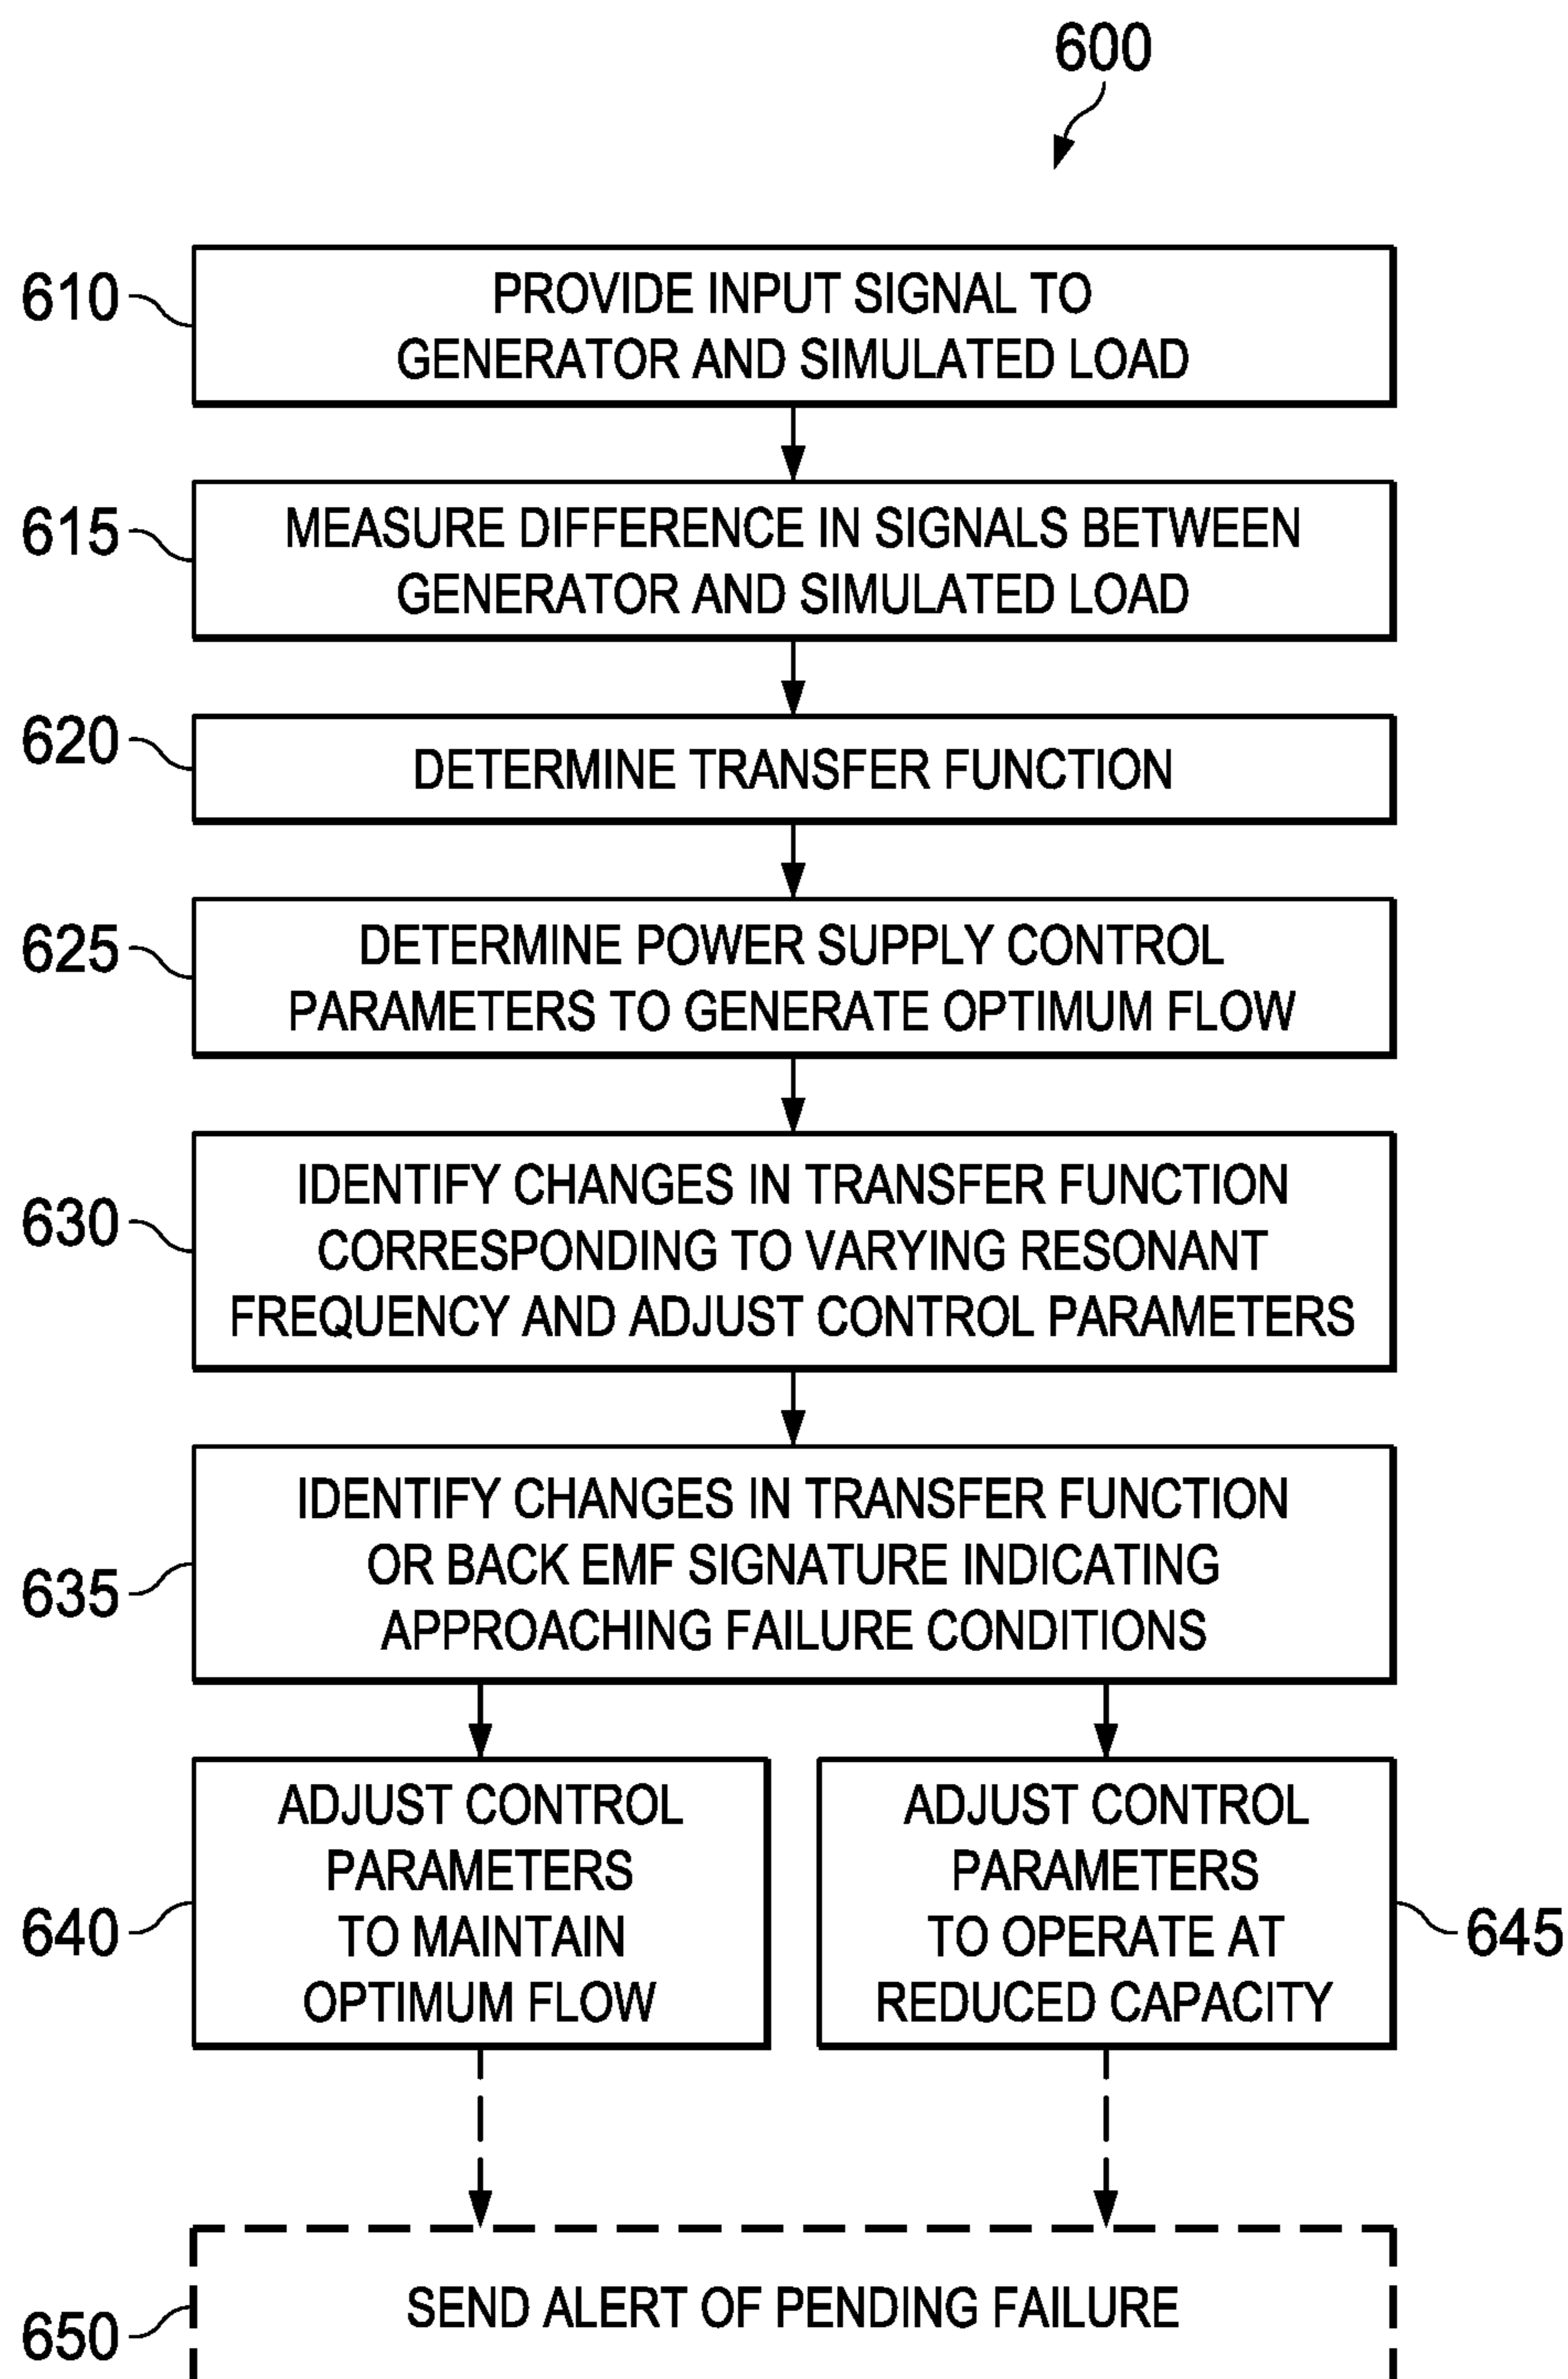 600
610
PROVIDE INPUT SIGNAL TO
GENERATOR AND SIMULATED LOAD
615
MEASURE DIFFERENCE IN SIGNALS BETWEEN
GENERATOR AND SIMULATED LOAD
620
DETERMINE TRANSFER FUNCTION
625
DETERMINE POWER SUPPLY CONTROL
PARAMETERS TO GENERATE OPTIMUM FLOW
630
IDENTIFY CHANGES IN TRANSFER FUNCTION
CORRESPONDING TO VARYING RESONANT
FREQUENCY AND ADJUST CONTROL PARAMETERS
635
IDENTIFY CHANGES IN TRANSFER FUNCTION
OR BACK EMF SIGNATURE INDICATING
APPROACHING FAILURE CONDITIONS
640
ADJUST CONTROL
PARAMETERS
TO MAINTAIN
OPTIMUM FLOW
ADJUST CONTROL
PARAMETERS
TO OPERATE AT
REDUCED CAPACITY
645
650
SEND ALERT OF PENDING FAILURE